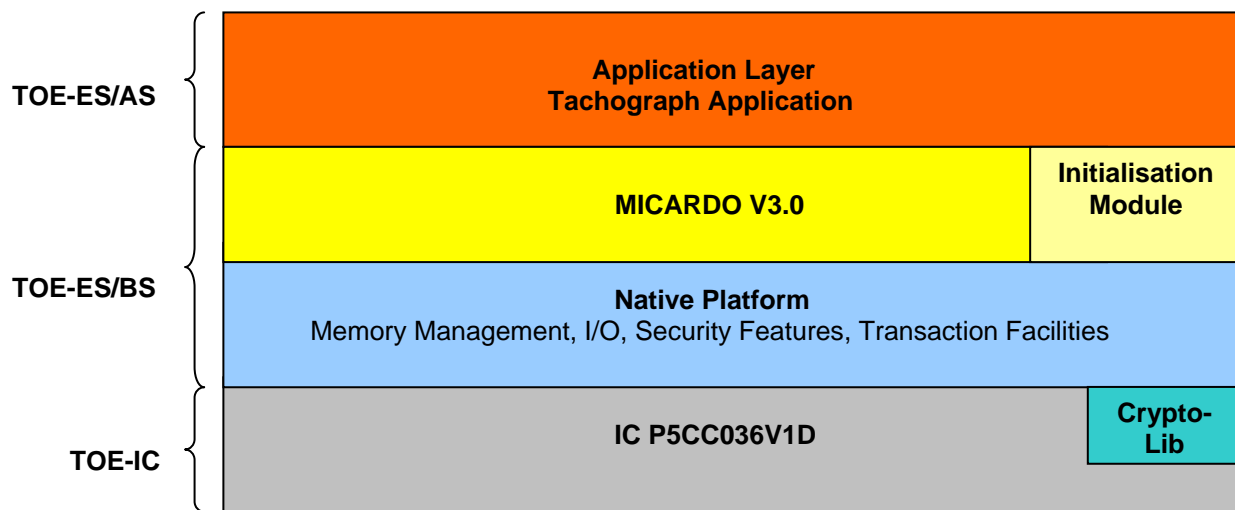 TOE-ES/AS
Application Layer
Tachograph Application
TOE-ES/BS
MICARDO V3.0
Initialisation
Module
Native Platform
Memory Management, I/O, Security Features, Transaction Facilities
TOE-IC
IC P5CC036V1D
Crypto-
Lib